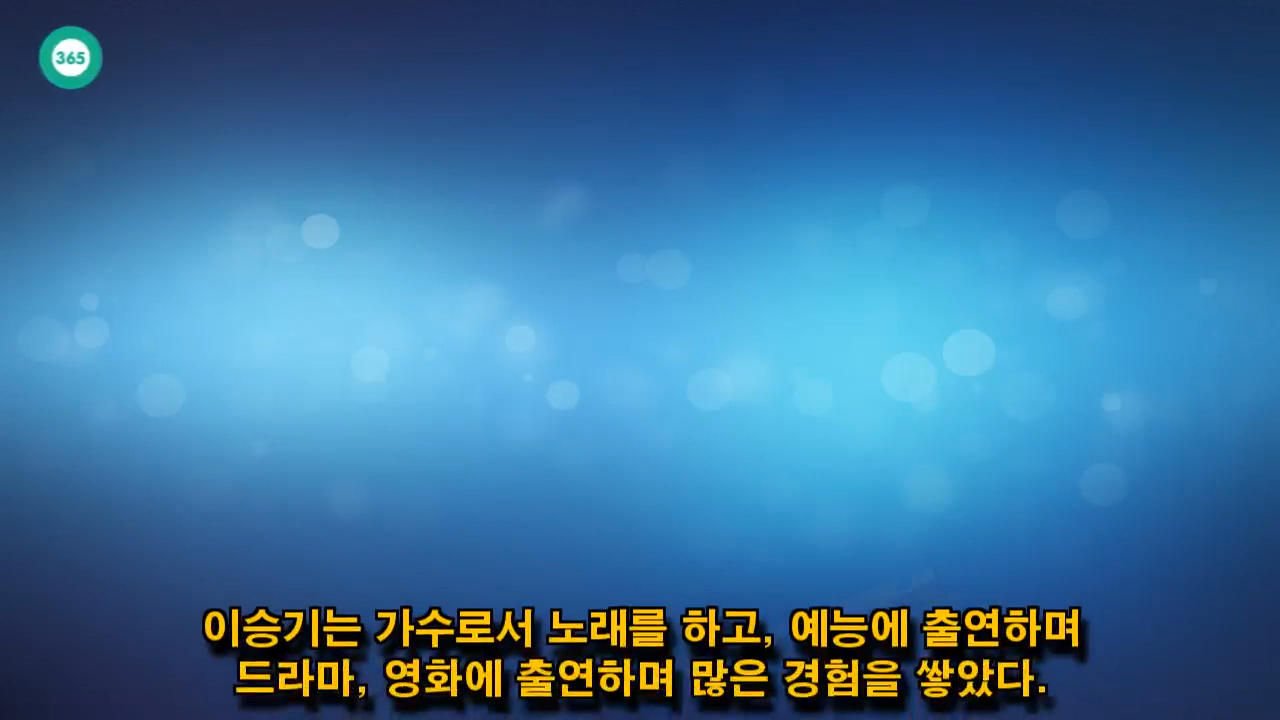 365
이승기는 가수로서 노래를 하고, 예능에 출연하며
드라마, 영화에 출연하며 많은 경험을 쌓았다.